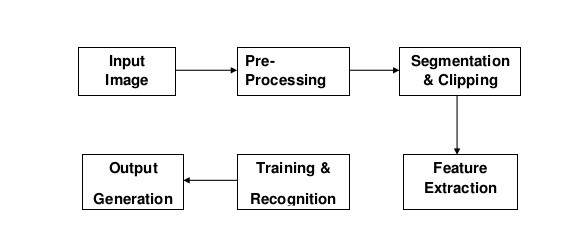 Input
Image
Pre-
Processing
Segmentation
& Clipping
Feature
Extraction
Training &
Recognition
Output
Generation